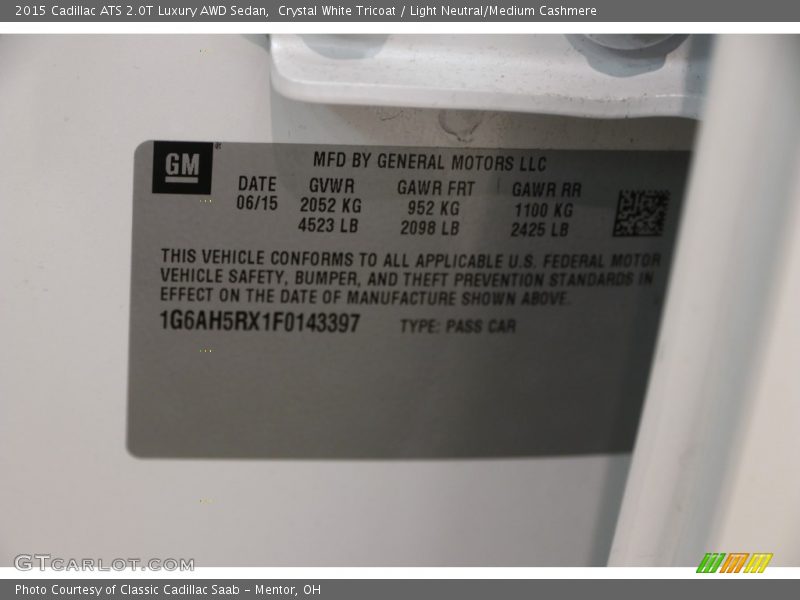 2015 Cadillac ATS 2.0T Luxury AWD Sedan,  Crystal White Tricoat / Light Neutral/Medium Cashmere
GM
MFD BY GENERAL MOTORS LLC
DATE GVWR GAWR FRT GAWR RR
06/15 2052 KG 952 KG 1100 KG
4523 LB 2098 LB 2425 LB
THIS VEHICLE CONFORMS TO ALL APPLICABLE U.S. FEDERAL MOTOR
VEHICLE SAFETY, BUMPER, AND THEFT PREVENTION STANDARDS IN
EFFECT ON THE DATE OF MANUFACTURE SHOWN ABOVE.
1G6AH5RX1F0143397 TYPE: PASS CAR
GTCARLOT.COM
Photo Courtesy of Classic Cadillac Saab - Mentor, OH